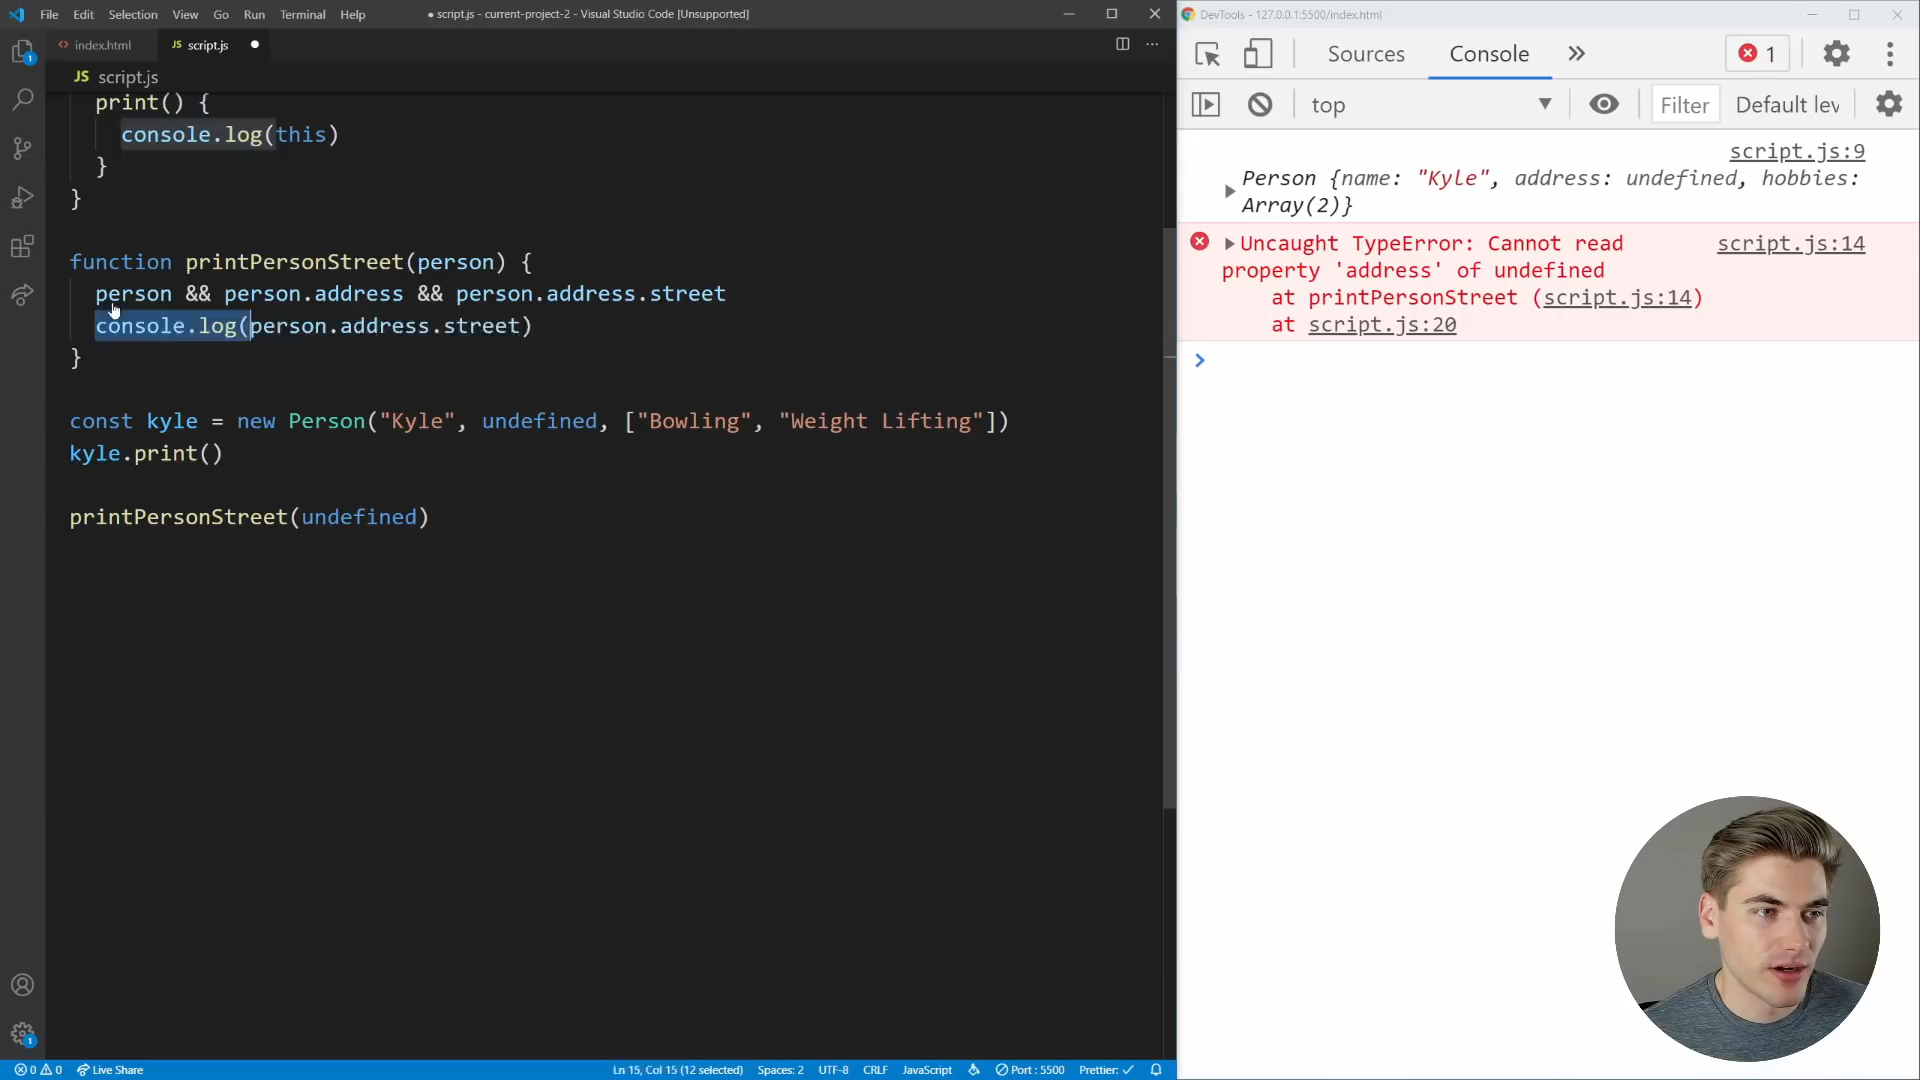 File Edit Selection View Go Run Terminal Help ● script.js - current-project-2 - Visual Studio Code [Unsupported]
index.html JS script.js
JS script.js
print() {
console.log(this)
}
}
function printPersonStreet(person) {
person && person.address && person.address.street
console.log(person.address.street)
}
const kyle = new Person("Kyle", undefined, ["Bowling", "Weight Lifting"])
kyle.print()
printPersonStreet(undefined)
1
1
0 0 Live Share Ln 15, Col 15 (12 selected) Spaces: 2 UTF-8 CRLF JavaScript Port : 5500 Prettier: ✓
DevTools - 127.0.0.1:5500/index.html
Sources Console » 1
top Filter Default lev
script.js:9
Person {name: "Kyle", address: undefined, hobbies:
Array(2)}
Uncaught TypeError: Cannot read script.js:14
property 'address' of undefined
at printPersonStreet (script.js:14)
at script.js:20